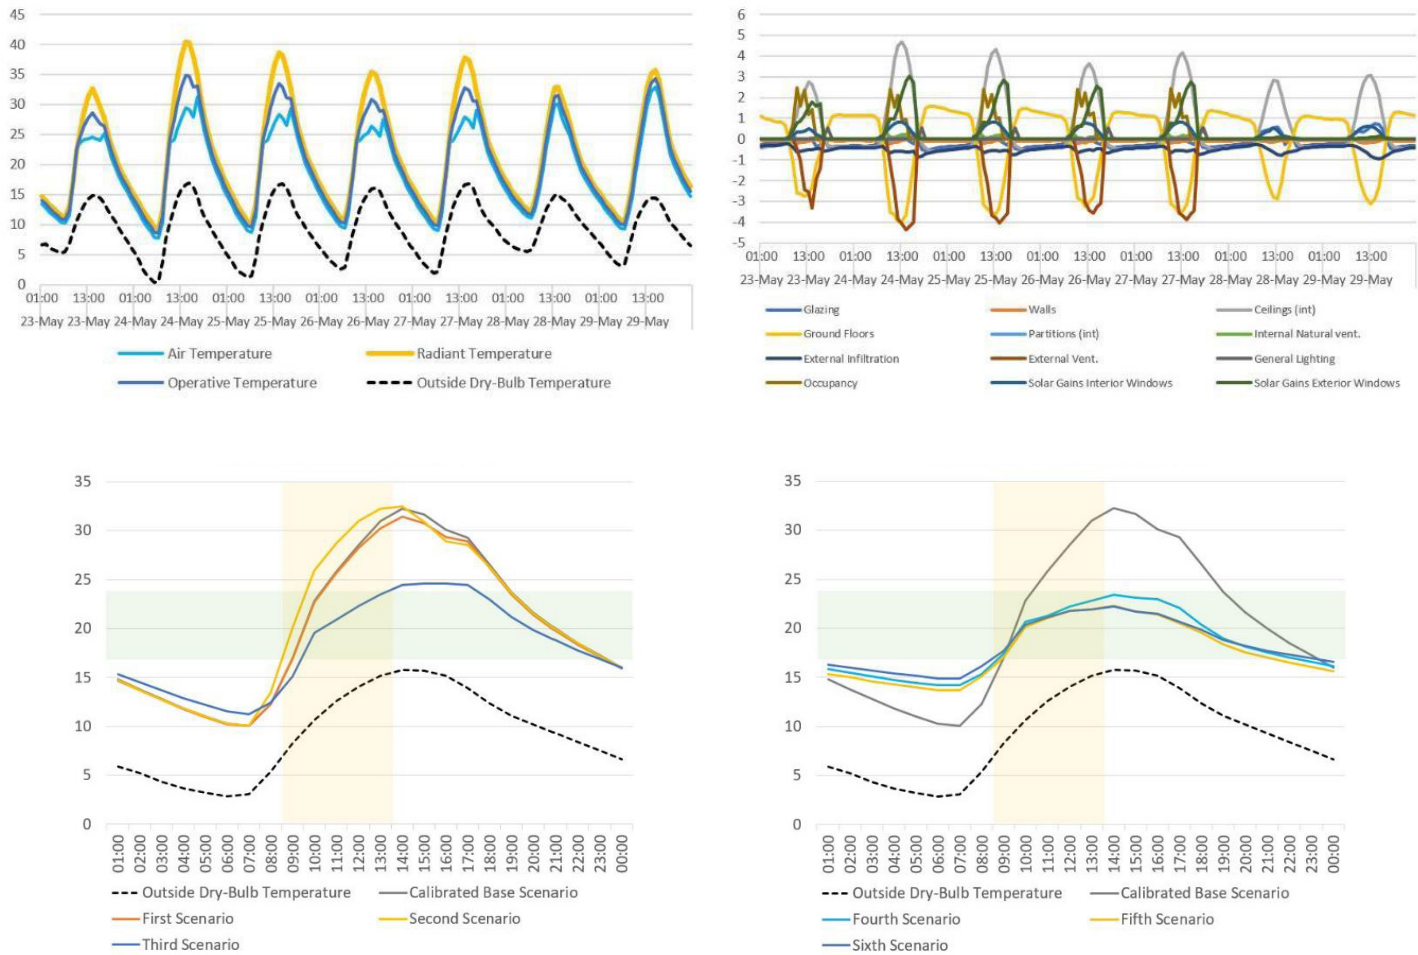 45
40
35
30
25
20
15
10
5
0
01:00 13:00 01:00 13:00 01:00 13:00 01:00 13:00 01:00 13:00 01:00 13:00 01:00 13:00
23-May 23-May 24-May 24-May 25-May 25-May 26-May 26-May 27-May 27-May 28-May 28-May 29-May 29-May
Air Temperature Radiant Temperature
Operative Temperature Outside Dry-Bulb Temperature
6
5
4
3
2
1
0
-1
-2
-3
-4
-5
01:00 13:00 01:00 13:00 01:00 13:00 01:00 13:00 01:00 13:00 01:00 13:00 01:00 13:00
23-May 23-May 24-May 24-May 25-May 25-May 26-May 26-May 27-May 27-May 28-May 28-May 29-May 29-May
Glazing Walls Ceilings (int)
Ground Floors Partitions (int) Internal Natural vent.
External Infiltration External Vent. General Lighting
Occupancy Solar Gains Interior Windows Solar Gains Exterior Windows
35
30
25
20
15
10
5
0
01:00 02:00 03:00 04:00 05:00 06:00 07:00 08:00 09:00 10:00 11:00 12:00 13:00 14:00 15:00 16:00 17:00 18:00 19:00 20:00 21:00 22:00 23:00 00:00
Outside Dry-Bulb Temperature Calibrated Base Scenario
First Scenario Second Scenario
Third Scenario
35
30
25
20
15
10
5
0
01:00 02:00 03:00 04:00 05:00 06:00 07:00 08:00 09:00 10:00 11:00 12:00 13:00 14:00 15:00 16:00 17:00 18:00 19:00 20:00 21:00 22:00 23:00 00:00
Outside Dry-Bulb Temperature Calibrated Base Scenario
Fourth Scenario Fifth Scenario
Sixth Scenario